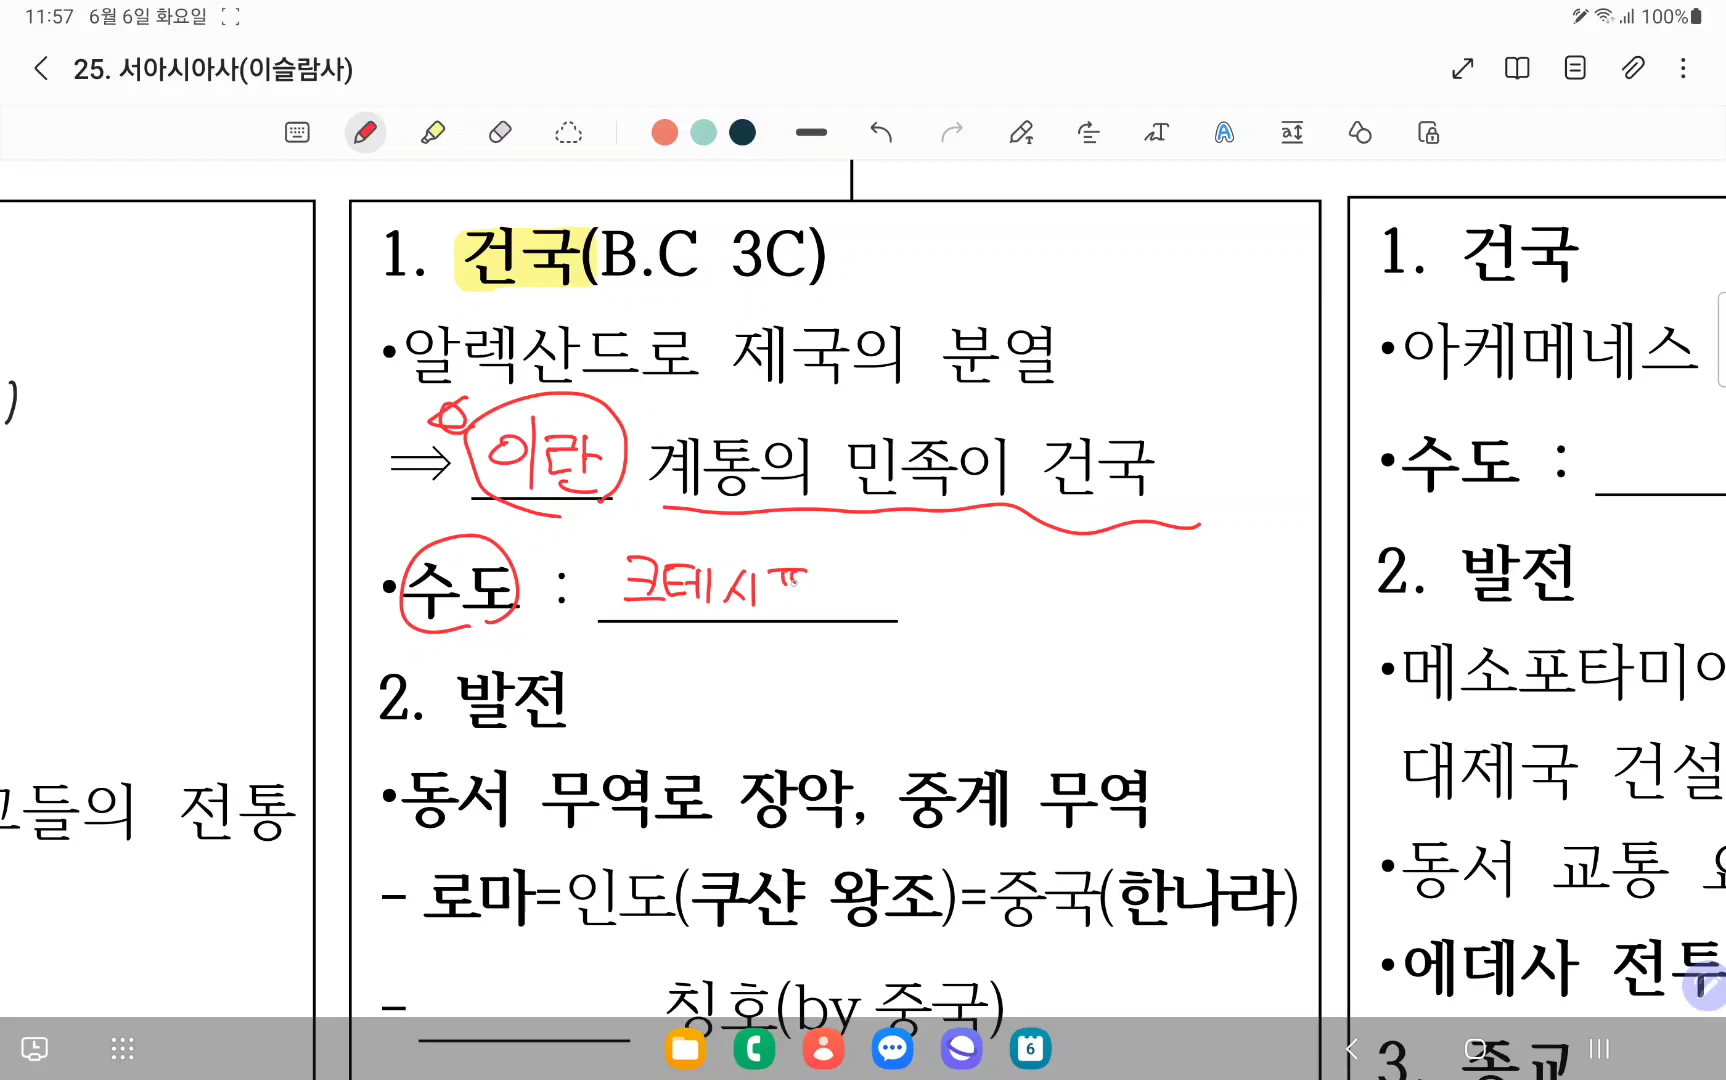 11:57 6월 6일 화요일
100%
25. 서아시아사(이슬람사)
)
그들의 전통
1. 건국(B.C 3C)
•알렉산드로 제국의 분열
⇒ 이란 계통의 민족이 건국
•수도 : 크테시ㅍ
2. 발전
•동서 무역로 장악, 중계 무역
- 로마=인도(쿠샨 왕조)=중국(한나라)
- 칭호(by 중국)
1. 건국
•아케메네스
•수도 :
2. 발전
•메소포타미아
대제국 건설
•동서 교통
•에데사 전투
3. 종교
6